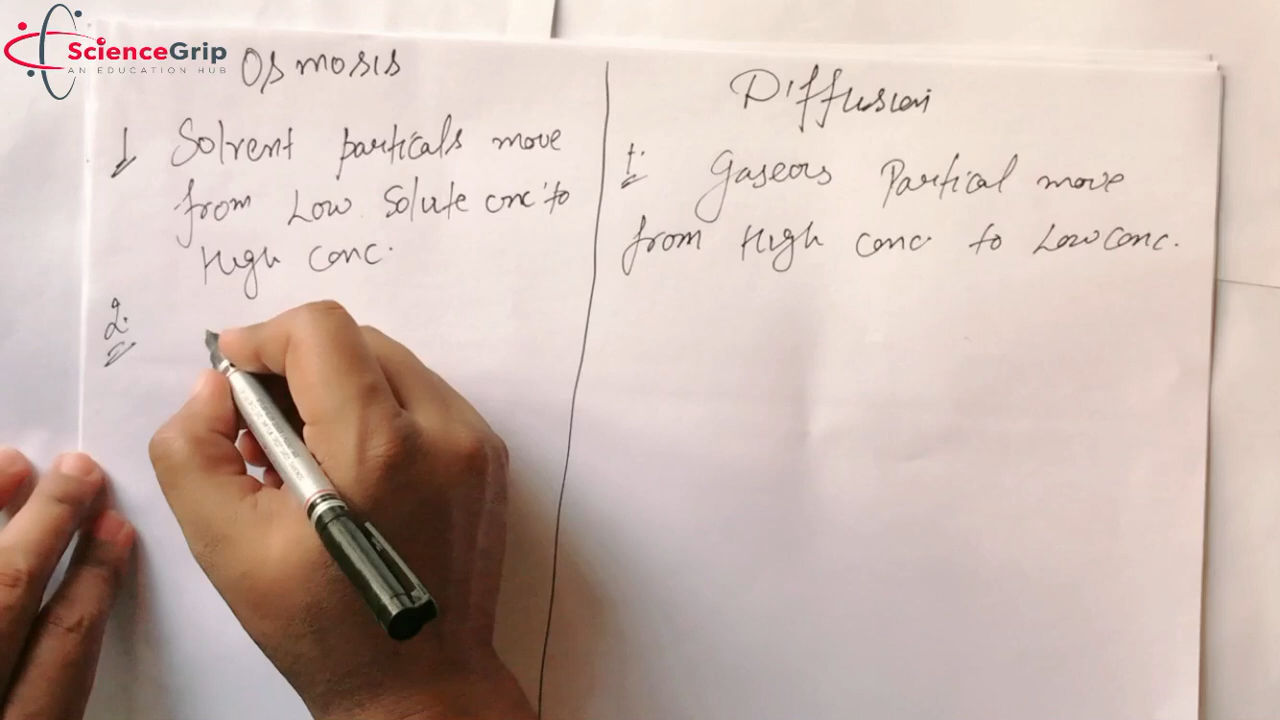 ScienceGrip
AN EDUCATION HUB
Osmosis
1 Solvent particals move
from Low Solute conc to
High conc.
2.
Diffusion
1. Gaseous Partical move
from High conc. to Low conc.